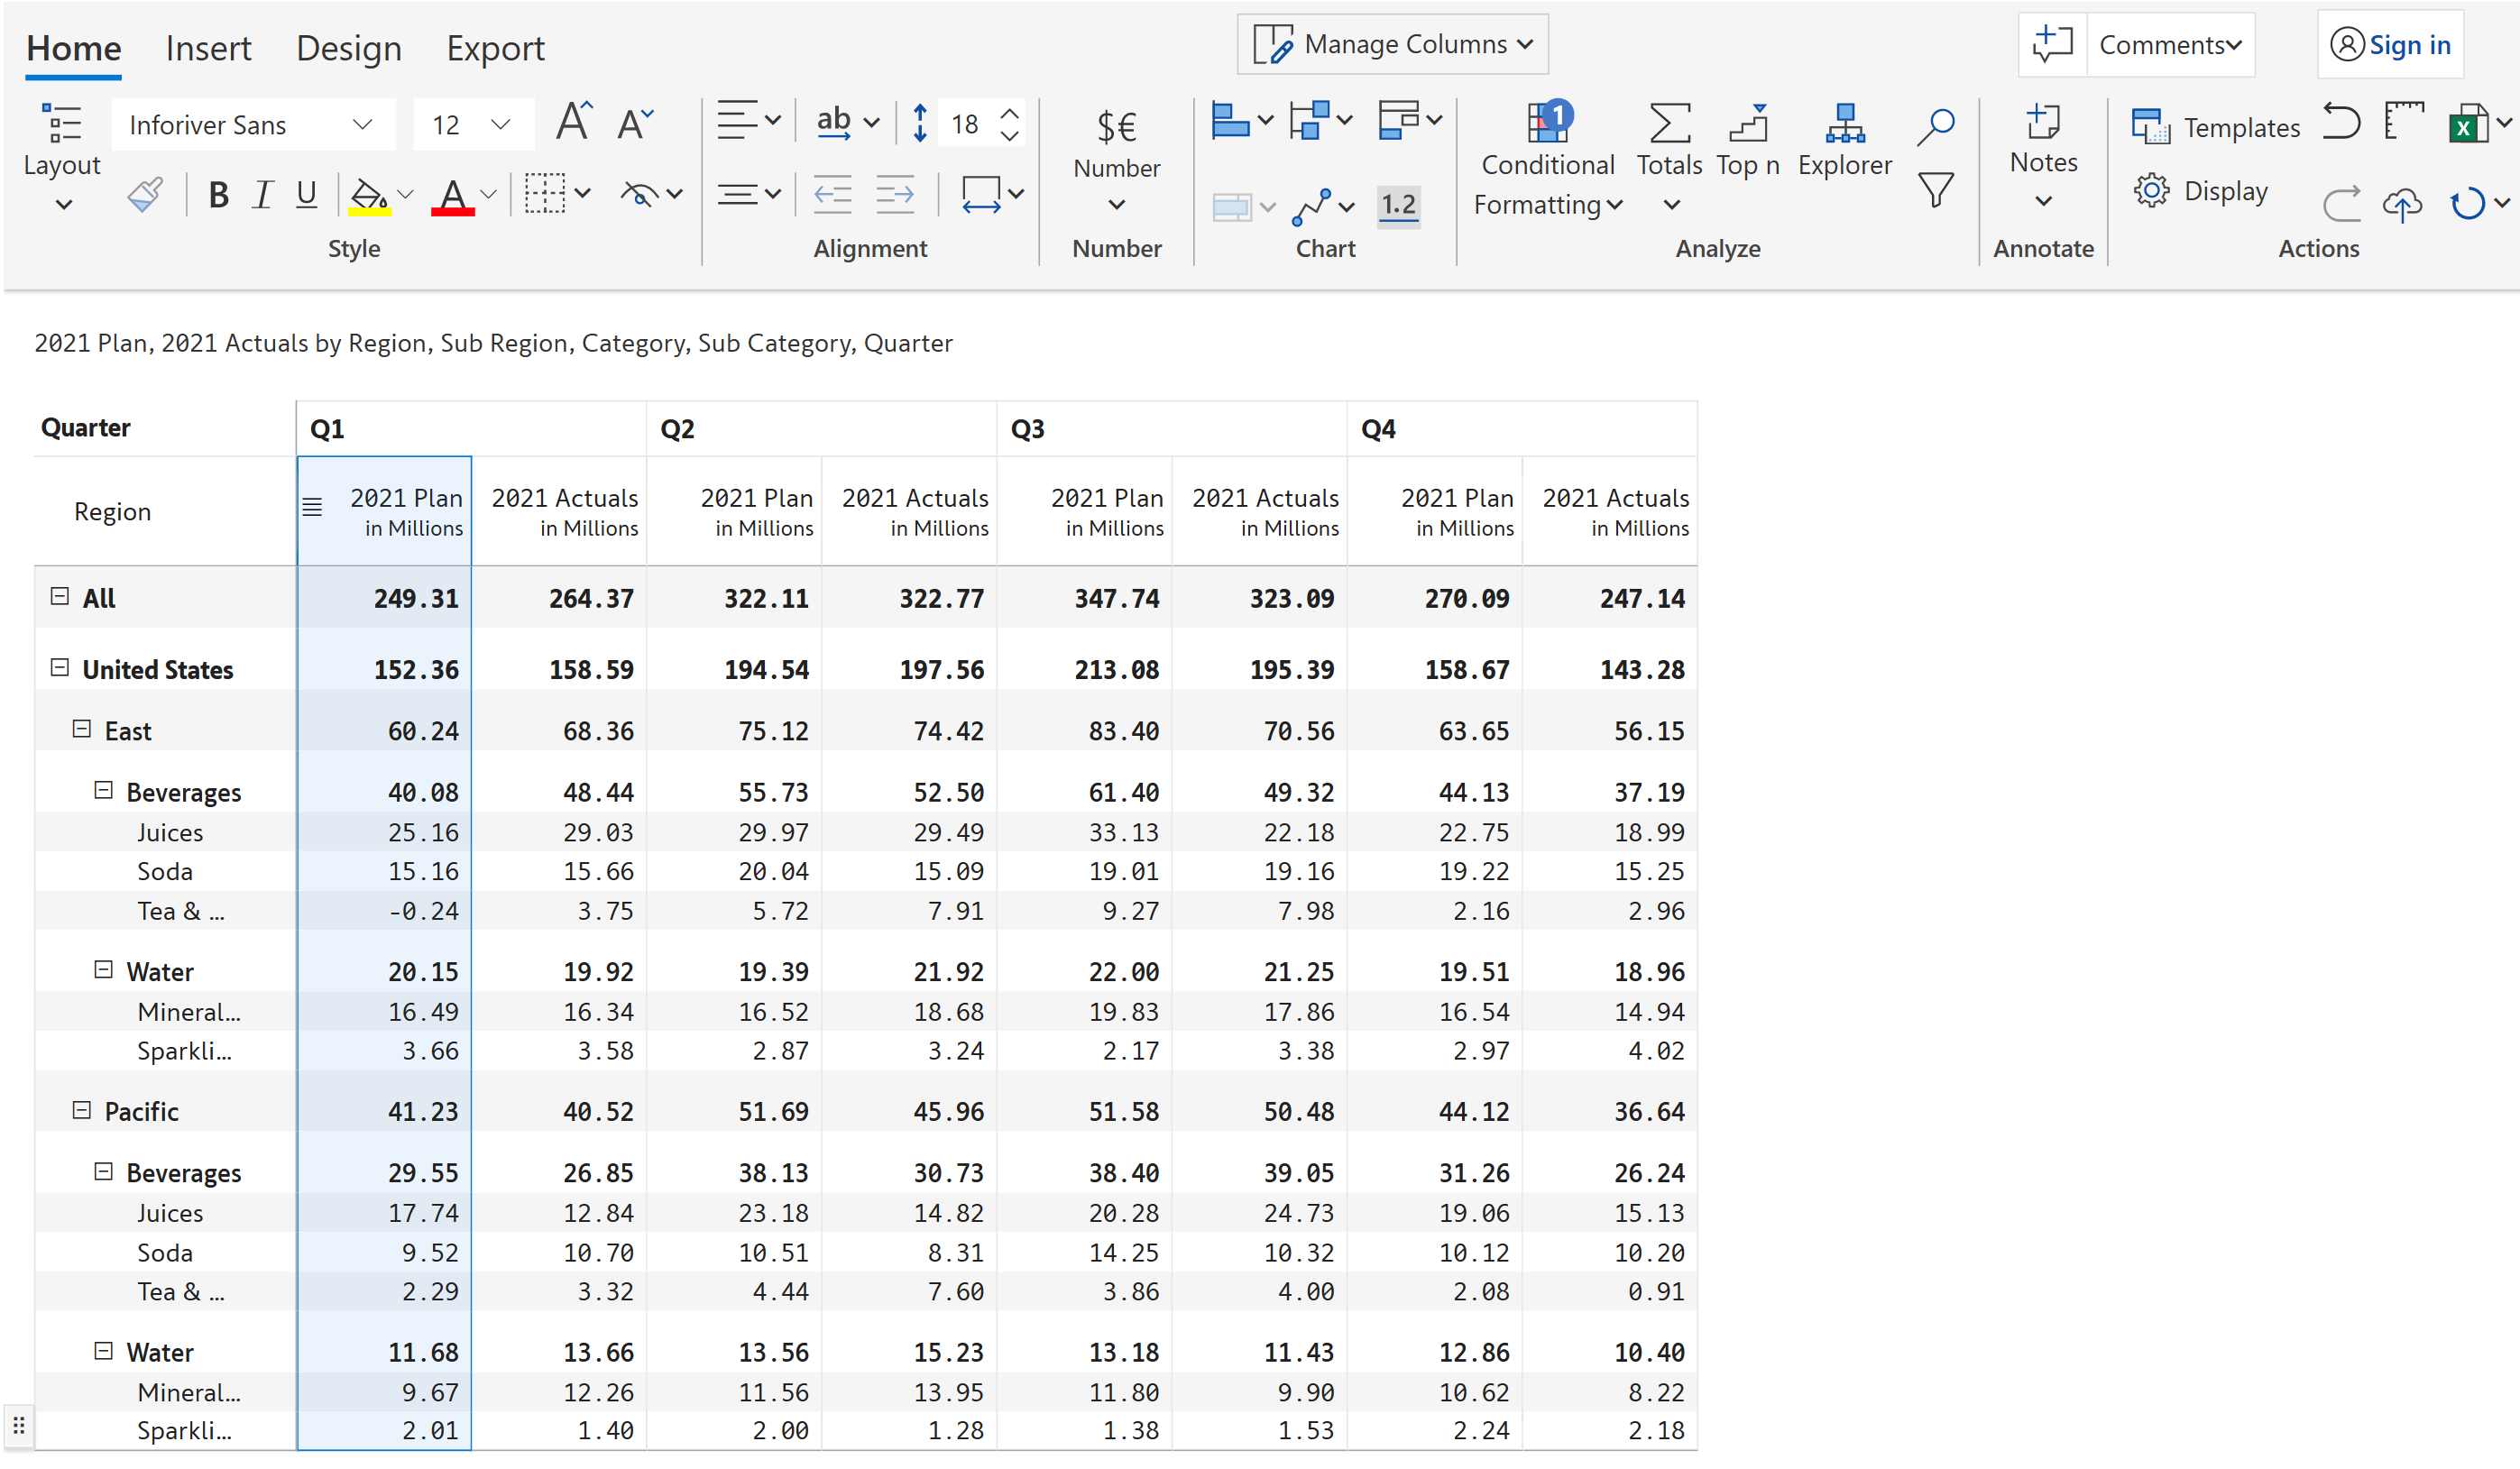 Home Insert Design Export Manage Columns Comments Sign in
Inforiver Sans 12 A A ab 18 $€ 1 Templates X
Layout Number Conditional Totals Top n Explorer Notes
B I U A Formatting 1.2 Display
Style Alignment Number Chart Analyze Annotate Actions
2021 Plan, 2021 Actuals by Region, Sub Region, Category, Sub Category, Quarter
Quarter Q1 Q2 Q3 Q4
Region 2021 Plan 2021 Actuals 2021 Plan 2021 Actuals 2021 Plan 2021 Actuals 2021 Plan 2021 Actuals
in Millions in Millions in Millions in Millions in Millions in Millions in Millions in Millions
All 249.31 264.37 322.11 322.77 347.74 323.09 270.09 247.14
United States 152.36 158.59 194.54 197.56 213.08 195.39 158.67 143.28
East 60.24 68.36 75.12 74.42 83.40 70.56 63.65 56.15
Beverages 40.08 48.44 55.73 52.50 61.40 49.32 44.13 37.19
Juices 25.16 29.03 29.97 29.49 33.13 22.18 22.75 18.99
Soda 15.16 15.66 20.04 15.09 19.01 19.16 19.22 15.25
Tea & ... -0.24 3.75 5.72 7.91 9.27 7.98 2.16 2.96
Water 20.15 19.92 19.39 21.92 22.00 21.25 19.51 18.96
Mineral... 16.49 16.34 16.52 18.68 19.83 17.86 16.54 14.94
Sparkli... 3.66 3.58 2.87 3.24 2.17 3.38 2.97 4.02
Pacific 41.23 40.52 51.69 45.96 51.58 50.48 44.12 36.64
Beverages 29.55 26.85 38.13 30.73 38.40 39.05 31.26 26.24
Juices 17.74 12.84 23.18 14.82 20.28 24.73 19.06 15.13
Soda 9.52 10.70 10.51 8.31 14.25 10.32 10.12 10.20
Tea & ... 2.29 3.32 4.44 7.60 3.86 4.00 2.08 0.91
Water 11.68 13.66 13.56 15.23 13.18 11.43 12.86 10.40
Mineral... 9.67 12.26 11.56 13.95 11.80 9.90 10.62 8.22
Sparkli... 2.01 1.40 2.00 1.28 1.38 1.53 2.24 2.18